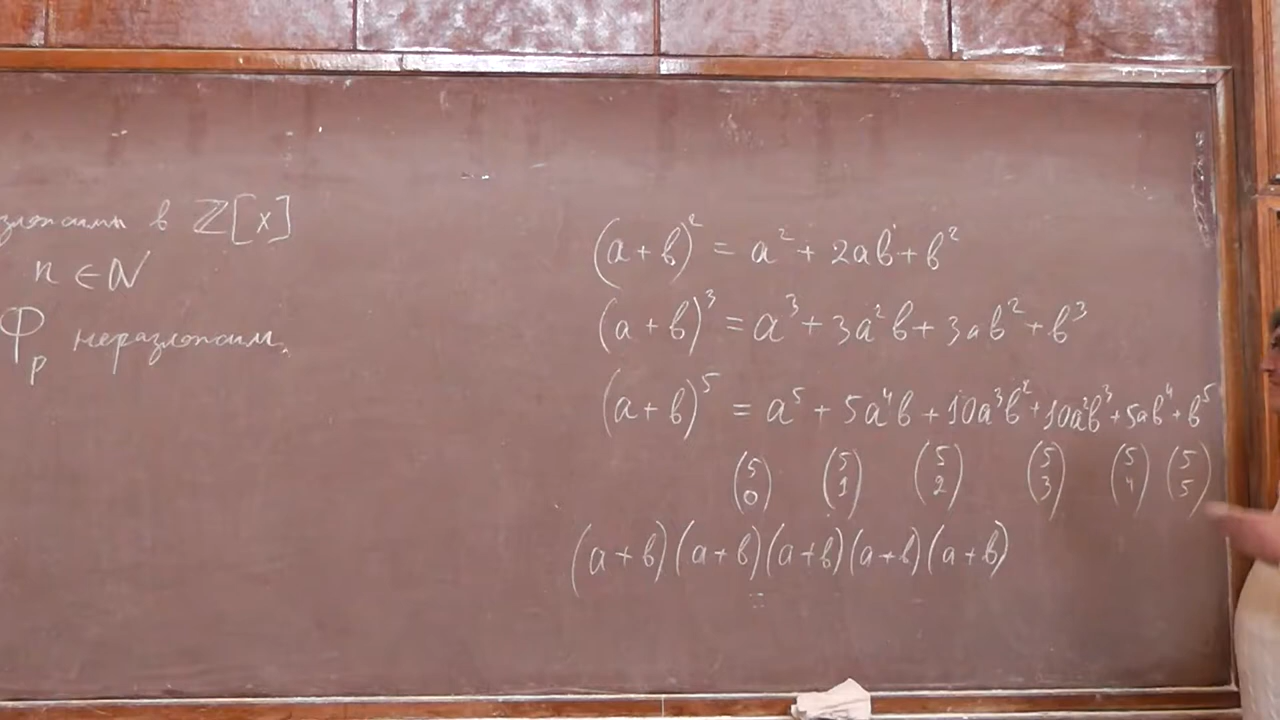 в ℤ[x]
n ∈ ℕ
Φ_p неразложим.
(a + b)² = a² + 2ab + b²
(a + b)³ = a³ + 3a²b + 3ab² + b³
(a + b)⁵ = a⁵ + 5a⁴b + 10a³b² + 10a²b³ + 5ab⁴ + b⁵
(5 0) (5 1) (5 2) (5 3) (5 4) (5 5)
(a + b)(a + b)(a + b)(a + b)(a + b)